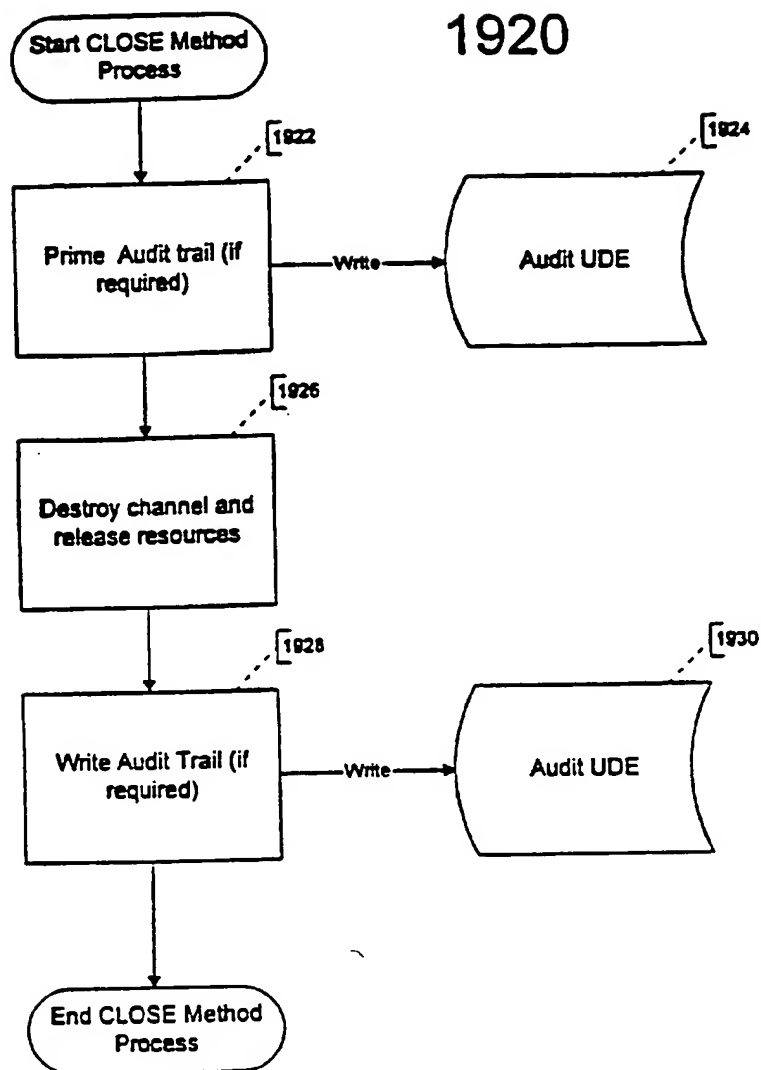 1920
Start CLOSE Method
Process
1922
1924
Prime Audit trail (if
required)
Write
Audit UDE
1926
Destroy channel and
release resources
1928
1930
Write Audit Trail (if
required)
Write
Audit UDE
End CLOSE Method
Process